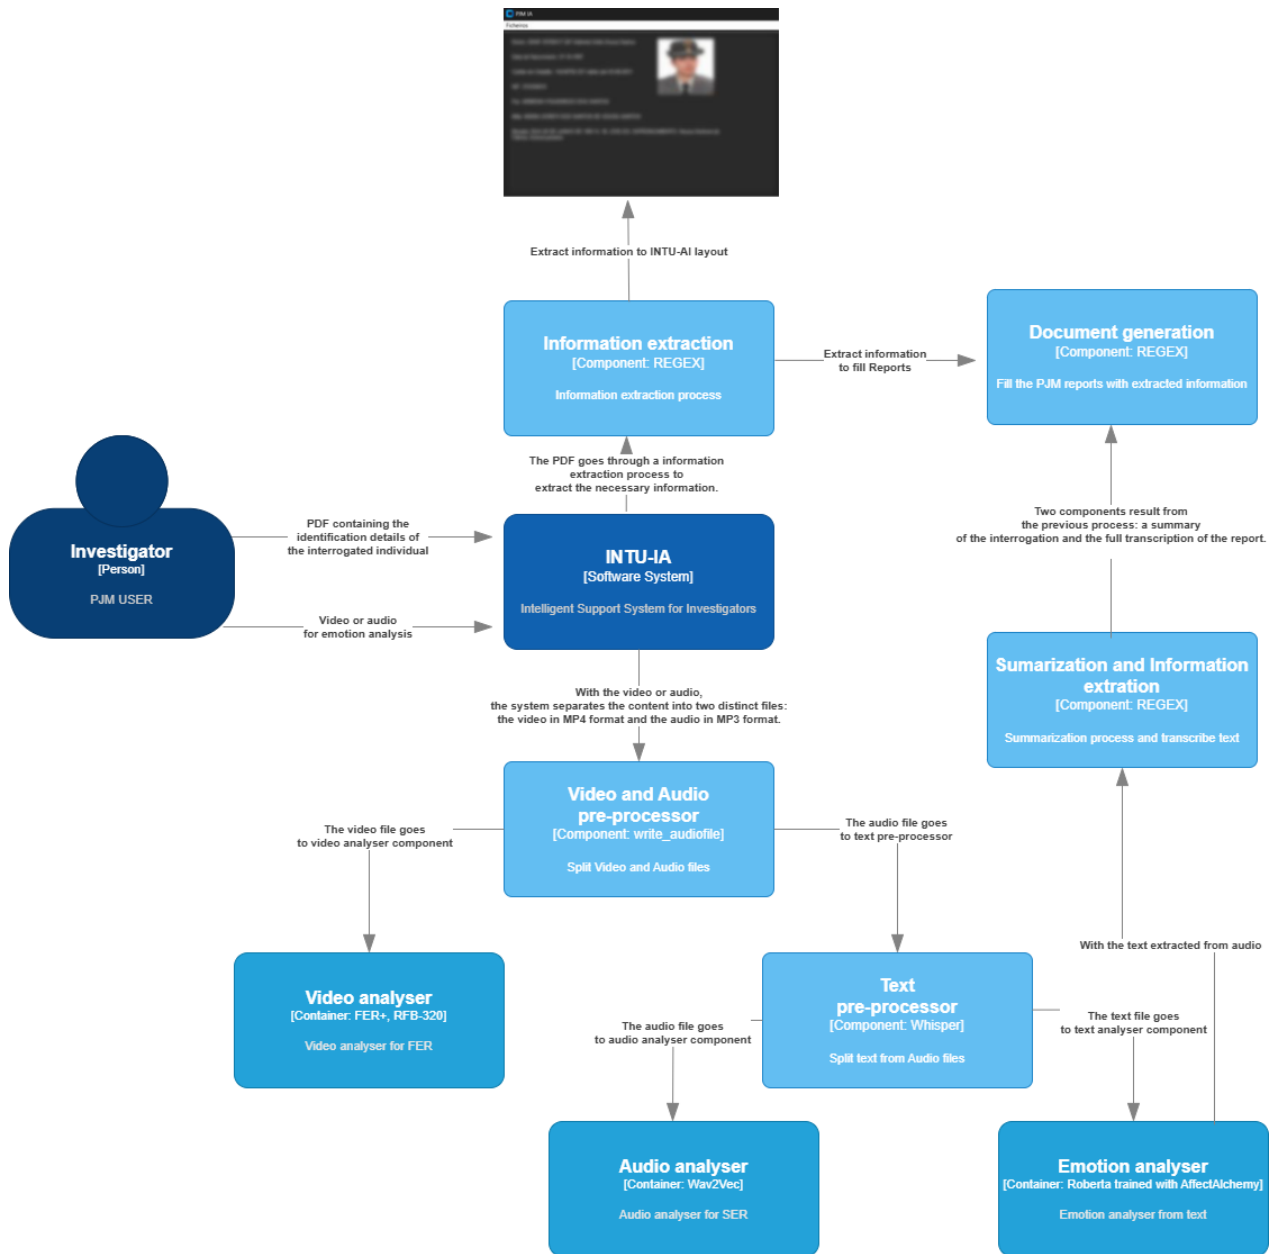 PJM IA
Ficheiros
Extract information to INTU-AI layout
Information extraction
[Component: REGEX]
Information extraction process
Extract information
to fill Reports
Document generation
[Component: REGEX]
Fill the PJM reports with extracted information
The PDF goes through a information
extraction process to
extract the necessary information.
Two components result from
the previous process: a summary
of the interrogation and the full transcription of the report.
Investigator
[Person]
PJM USER
PDF containing the
identification details of
the interrogated individual
Video or audio
for emotion analysis
INTU-IA
[Software System]
Intelligent Support System for Investigators
With the video or audio,
the system separates the content into two distinct files:
the video in MP4 format and the audio in MP3 format.
Sumarization and Information
extration
[Component: REGEX]
Summarization process and transcribe text
Video and Audio
pre-processor
[Component: write_audiofile]
Split Video and Audio files
The video file goes
to video analyser component
The audio file goes
to text pre-processor
With the text extracted from audio
Video analyser
[Container: FER+, RFB-320]
Video analyser for FER
Text
pre-processor
[Component: Whisper]
Split text from Audio files
The audio file goes
to audio analyser component
The text file goes
to text analyser component
Audio analyser
[Container: Wav2Vec]
Audio analyser for SER
Emotion analyser
[Container: Roberta trained with AffectAlchemy]
Emotion analyser from text